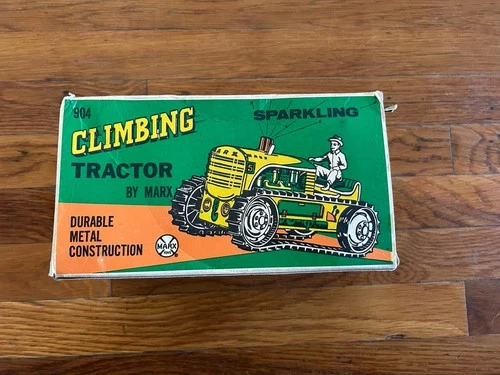 904
SPARKLING
CLIMBING
TRACTOR
BY MARX
DURABLE
METAL
CONSTRUCTION
MARX